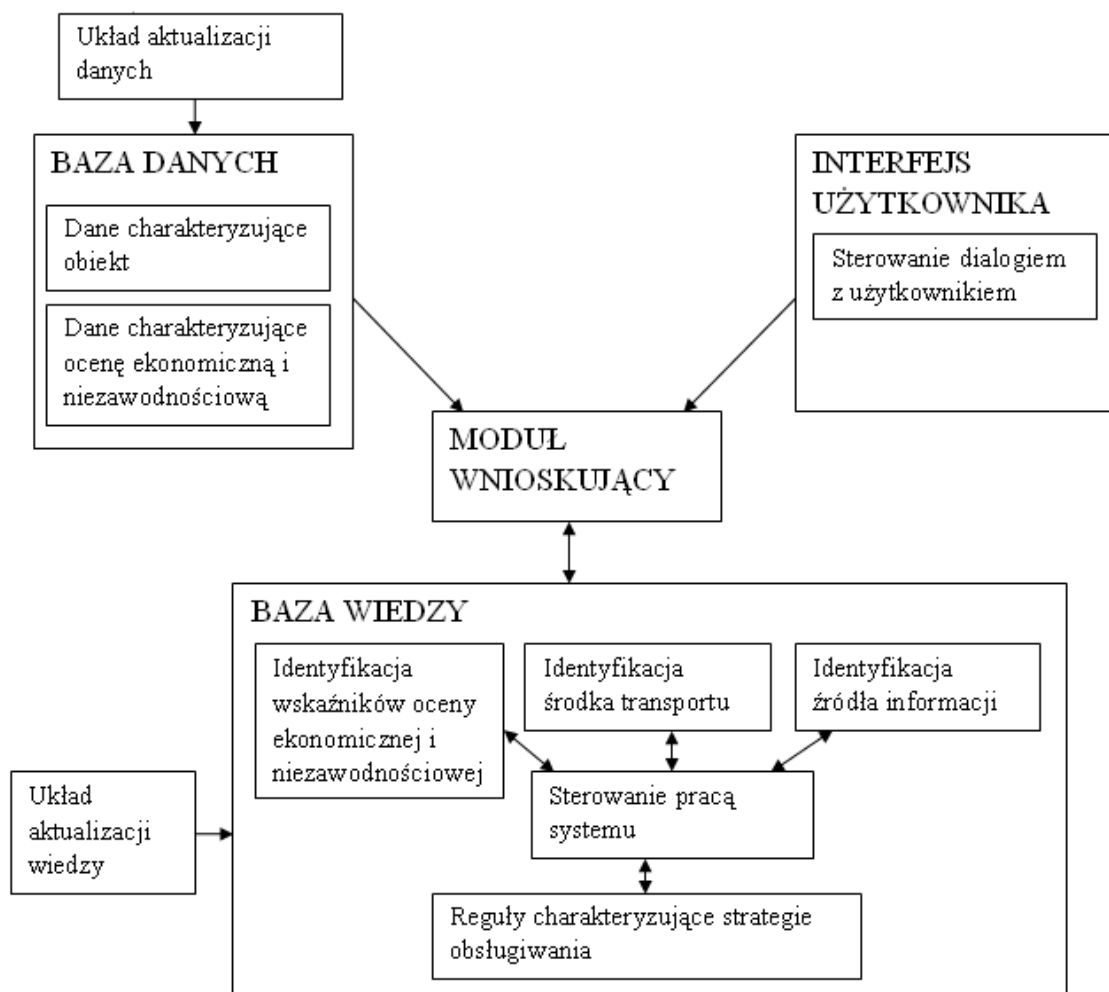 Układ aktualizacji
danych
BAZA DANYCH
Dane charakteryzujące
obiekt
Dane charakteryzujące
ocenę ekonomiczną i
niezawodnościową
INTERFEJS
UŻYTKOWNIKA
Sterowanie dialogiem
z użytkownikiem
MODUŁ
WNIOSKUJĄCY
BAZA WIEDZY
Identyfikacja
wskaźników oceny
ekonomicznej i
niezawodnościowej
Identyfikacja
środka transportu
Identyfikacja
źródła informacji
Układ
aktualizacji
wiedzy
Sterowanie pracą
systemu
Reguły charakteryzujące strategie
obsługiwania